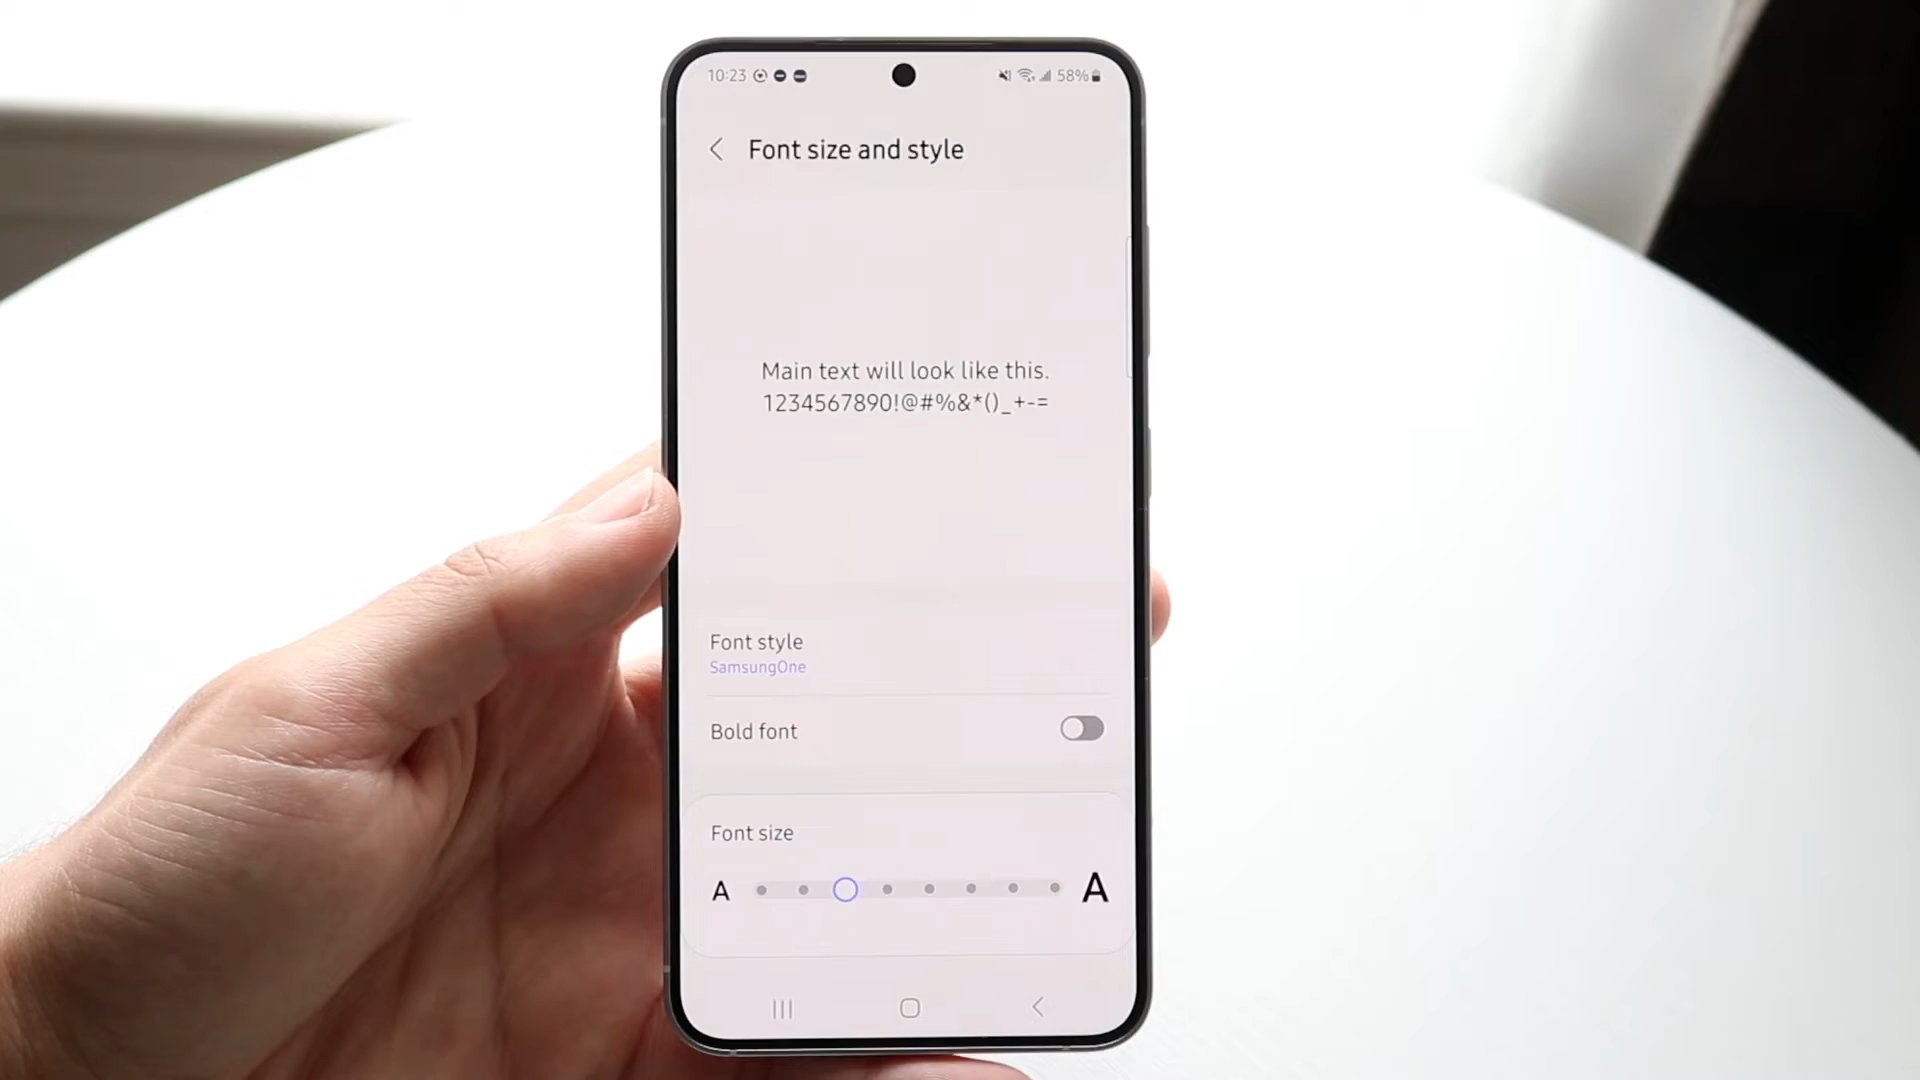 10:23 58%
Font size and style
Main text will look like this.
1234567890!@#%&*()_+-=
Font style
SamsungOne
Bold font
Font size
A A